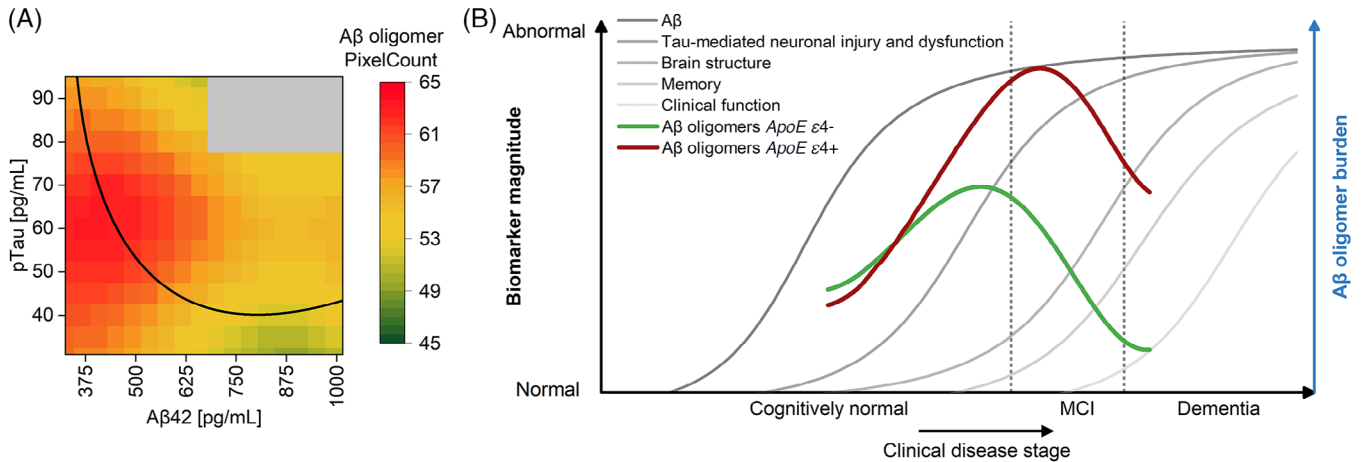 (A)
Aβ oligomer
PixelCount
65
61
57
53
49
45
pTau [pg/mL]
90
80
70
60
50
40
375
500
625
750
875
1000
Aβ42 [pg/mL]
(B)
Abnormal
Biomarker magnitude
Normal
Aβ
Tau-mediated neuronal injury and dysfunction
Brain structure
Memory
Clinical function
Aβ oligomers ApoE ε4-
Aβ oligomers ApoE ε4+
Aβ oligomer burden
Cognitively normal
MCI
Dementia
Clinical disease stage